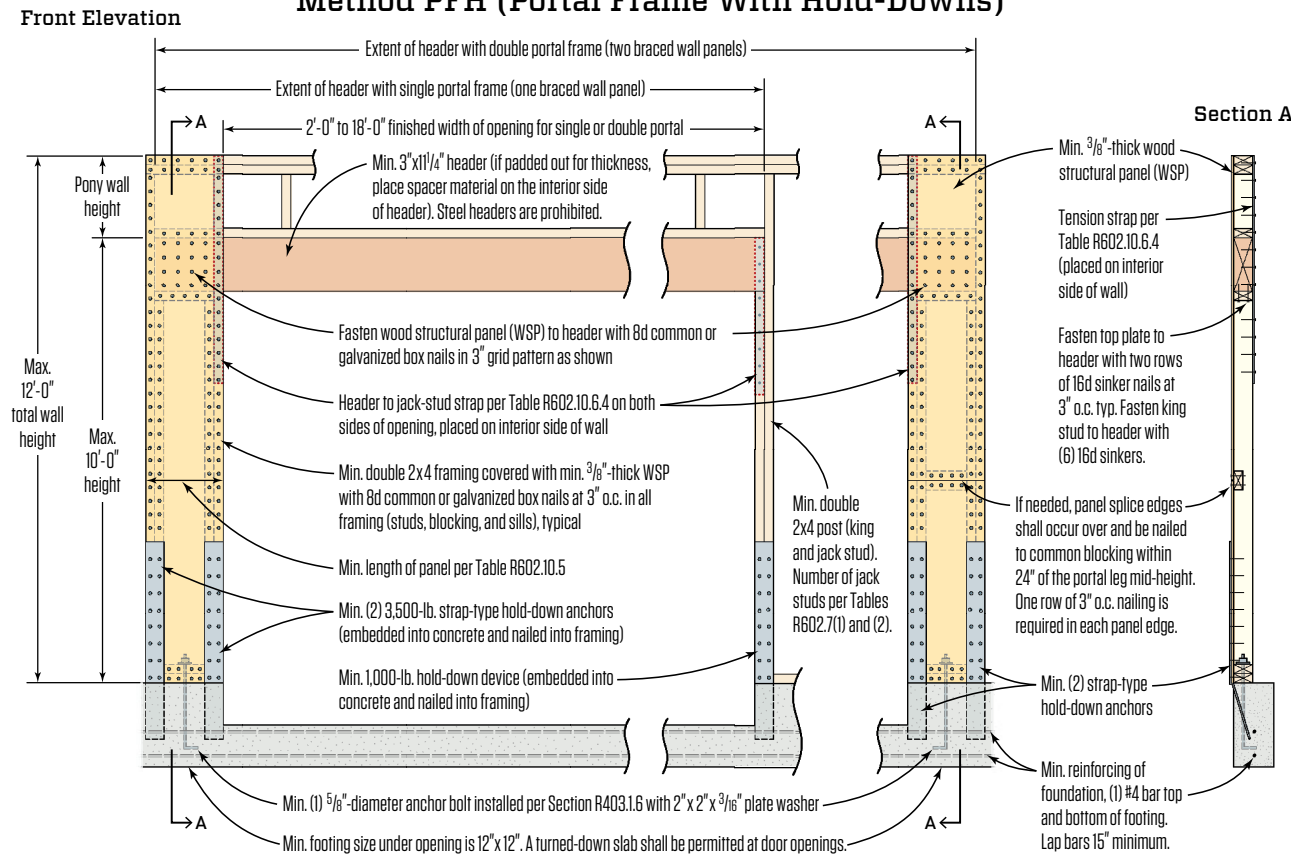 Method PFH (Portal Frame With Hold-Downs)
Front Elevation
Extent of header with double portal frame (two braced wall panels)
Extent of header with single portal frame (one braced wall panel)
A
A
2'-0" to 18'-0" finished width of opening for single or double portal
Section A
Pony wall
height
Min. 3"x11 1/4" header (if padded out for thickness,
place spacer material on the interior side
of header). Steel headers are prohibited.
Min. 3/8"-thick wood
structural panel (WSP)
Tension strap per
Table R602.10.6.4
(placed on interior
side of wall)
Fasten wood structural panel (WSP) to header with 8d common or
galvanized box nails in 3" grid pattern as shown
Fasten top plate to
header with two rows
of 16d sinker nails at
3" o.c. typ. Fasten king
stud to header with
(6) 16d sinkers.
Max.
12'-0"
total wall
height
Max.
10'-0"
height
Header to jack-stud strap per Table R602.10.6.4 on both
sides of opening, placed on interior side of wall
Min. double 2x4 framing covered with min. 3/8"-thick WSP
with 8d common or galvanized box nails at 3" o.c. in all
framing (studs, blocking, and sills), typical
Min. double
2x4 post (king
and jack stud).
Number of jack
studs per Tables
R602.7(1) and (2).
If needed, panel splice edges
shall occur over and be nailed
to common blocking within
24" of the portal leg mid-height.
One row of 3" o.c. nailing is
required in each panel edge.
Min. length of panel per Table R602.10.5
Min. (2) 3,500-lb. strap-type hold-down anchors
(embedded into concrete and nailed into framing)
Min. 1,000-lb. hold-down device (embedded into
concrete and nailed into framing)
Min. (2) strap-type
hold-down anchors
Min. reinforcing of
foundation, (1) #4 bar top
and bottom of footing.
Lap bars 15" minimum.
Min. (1) 5/8"-diameter anchor bolt installed per Section R403.1.6 with 2" x 2" x 3/16" plate washer
A
A
Min. footing size under opening is 12"x 12". A turned-down slab shall be permitted at door openings.